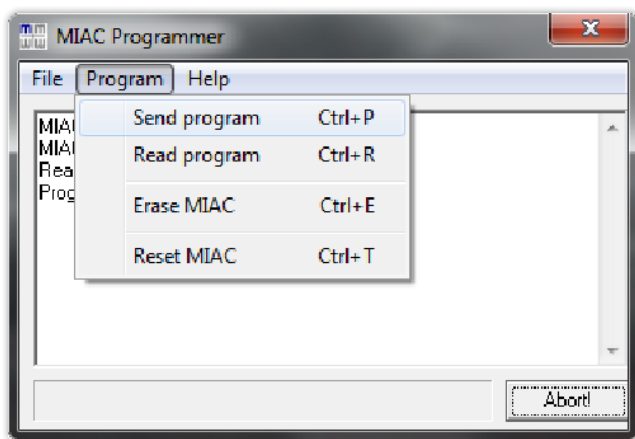 MIAC Programmer
File Program Help
Send program Ctrl+P
Read program Ctrl+R
Erase MIAC Ctrl+E
Reset MIAC Ctrl+T
Abort!